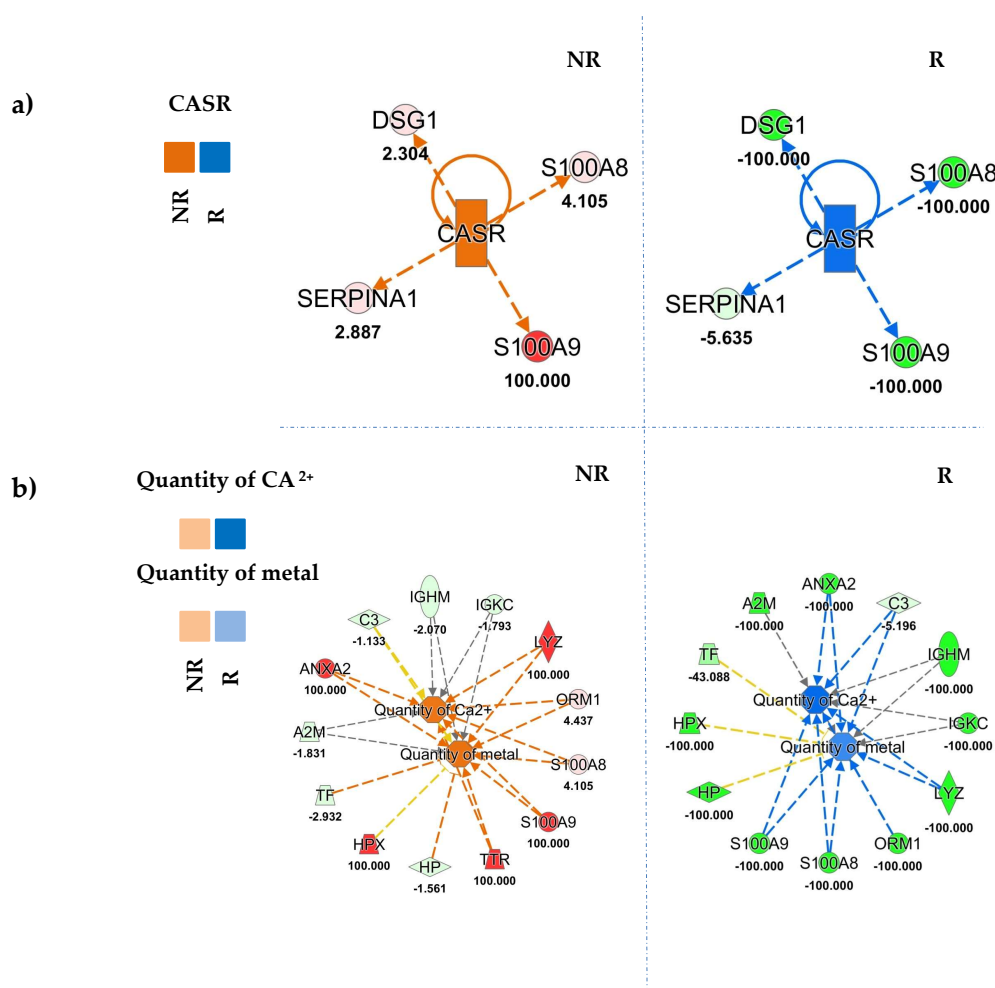 a)
CASR
NR
R
NR
DSG1
2.304
S100A8
4.105
CASR
SERPINA1
2.887
S100A9
100.000
R
DSG1
-100.000
S100A8
-100.000
CASR
SERPINA1
-5.635
S100A9
-100.000
b)
Quantity of CA 2+
Quantity of metal
NR
R
NR
IGHM
-2.070
IGKC
-1.793
C3
-1.133
LYZ
100.000
ANXA2
100.000
ORM1
4.437
Quantity of Ca2+
A2M
-1.831
Quantity of metal
S100A8
4.105
TF
-2.932
S100A9
100.000
HPX
100.000
HP
-1.561
TTR
100.000
R
ANXA2
-100.000
A2M
-100.000
C3
-5.196
TF
-43.088
IGHM
-100.000
Quantity of Ca2+
HPX
-100.000
IGKC
-100.000
Quantity of metal
HP
-100.000
LYZ
-100.000
S100A9
-100.000
S100A8
-100.000
ORM1
-100.000